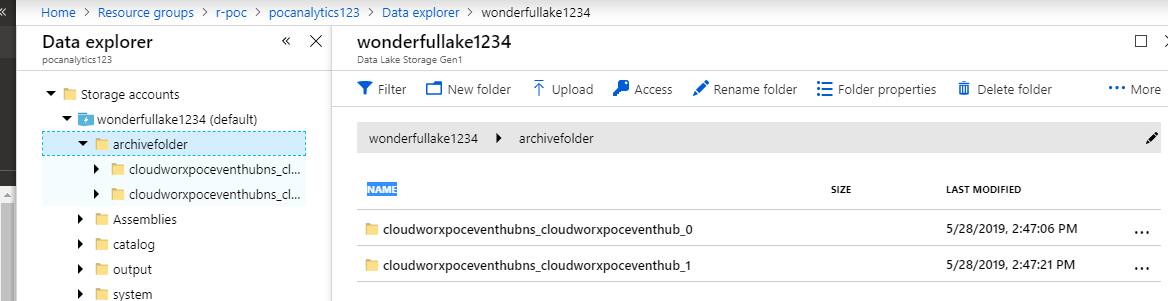 Home > Resource groups > r-poc > pocanalytics123 > Data explorer > wonderfullake1234
Data explorer
pocanalytics123
Storage accounts
wonderfullake1234 (default)
archivefolder
cloudworxpoceventhubns_cl...
cloudworxpoceventhubns_cl...
Assemblies
catalog
output
system
wonderfullake1234
Data Lake Storage Gen1
Filter New folder Upload Access Rename folder Folder properties Delete folder ... More
wonderfullake1234 archivefolder
NAME SIZE LAST MODIFIED
cloudworxpoceventhubns_cloudworxpoceventhub_0 5/28/2019, 2:47:06 PM ...
cloudworxpoceventhubns_cloudworxpoceventhub_1 5/28/2019, 2:47:21 PM ...